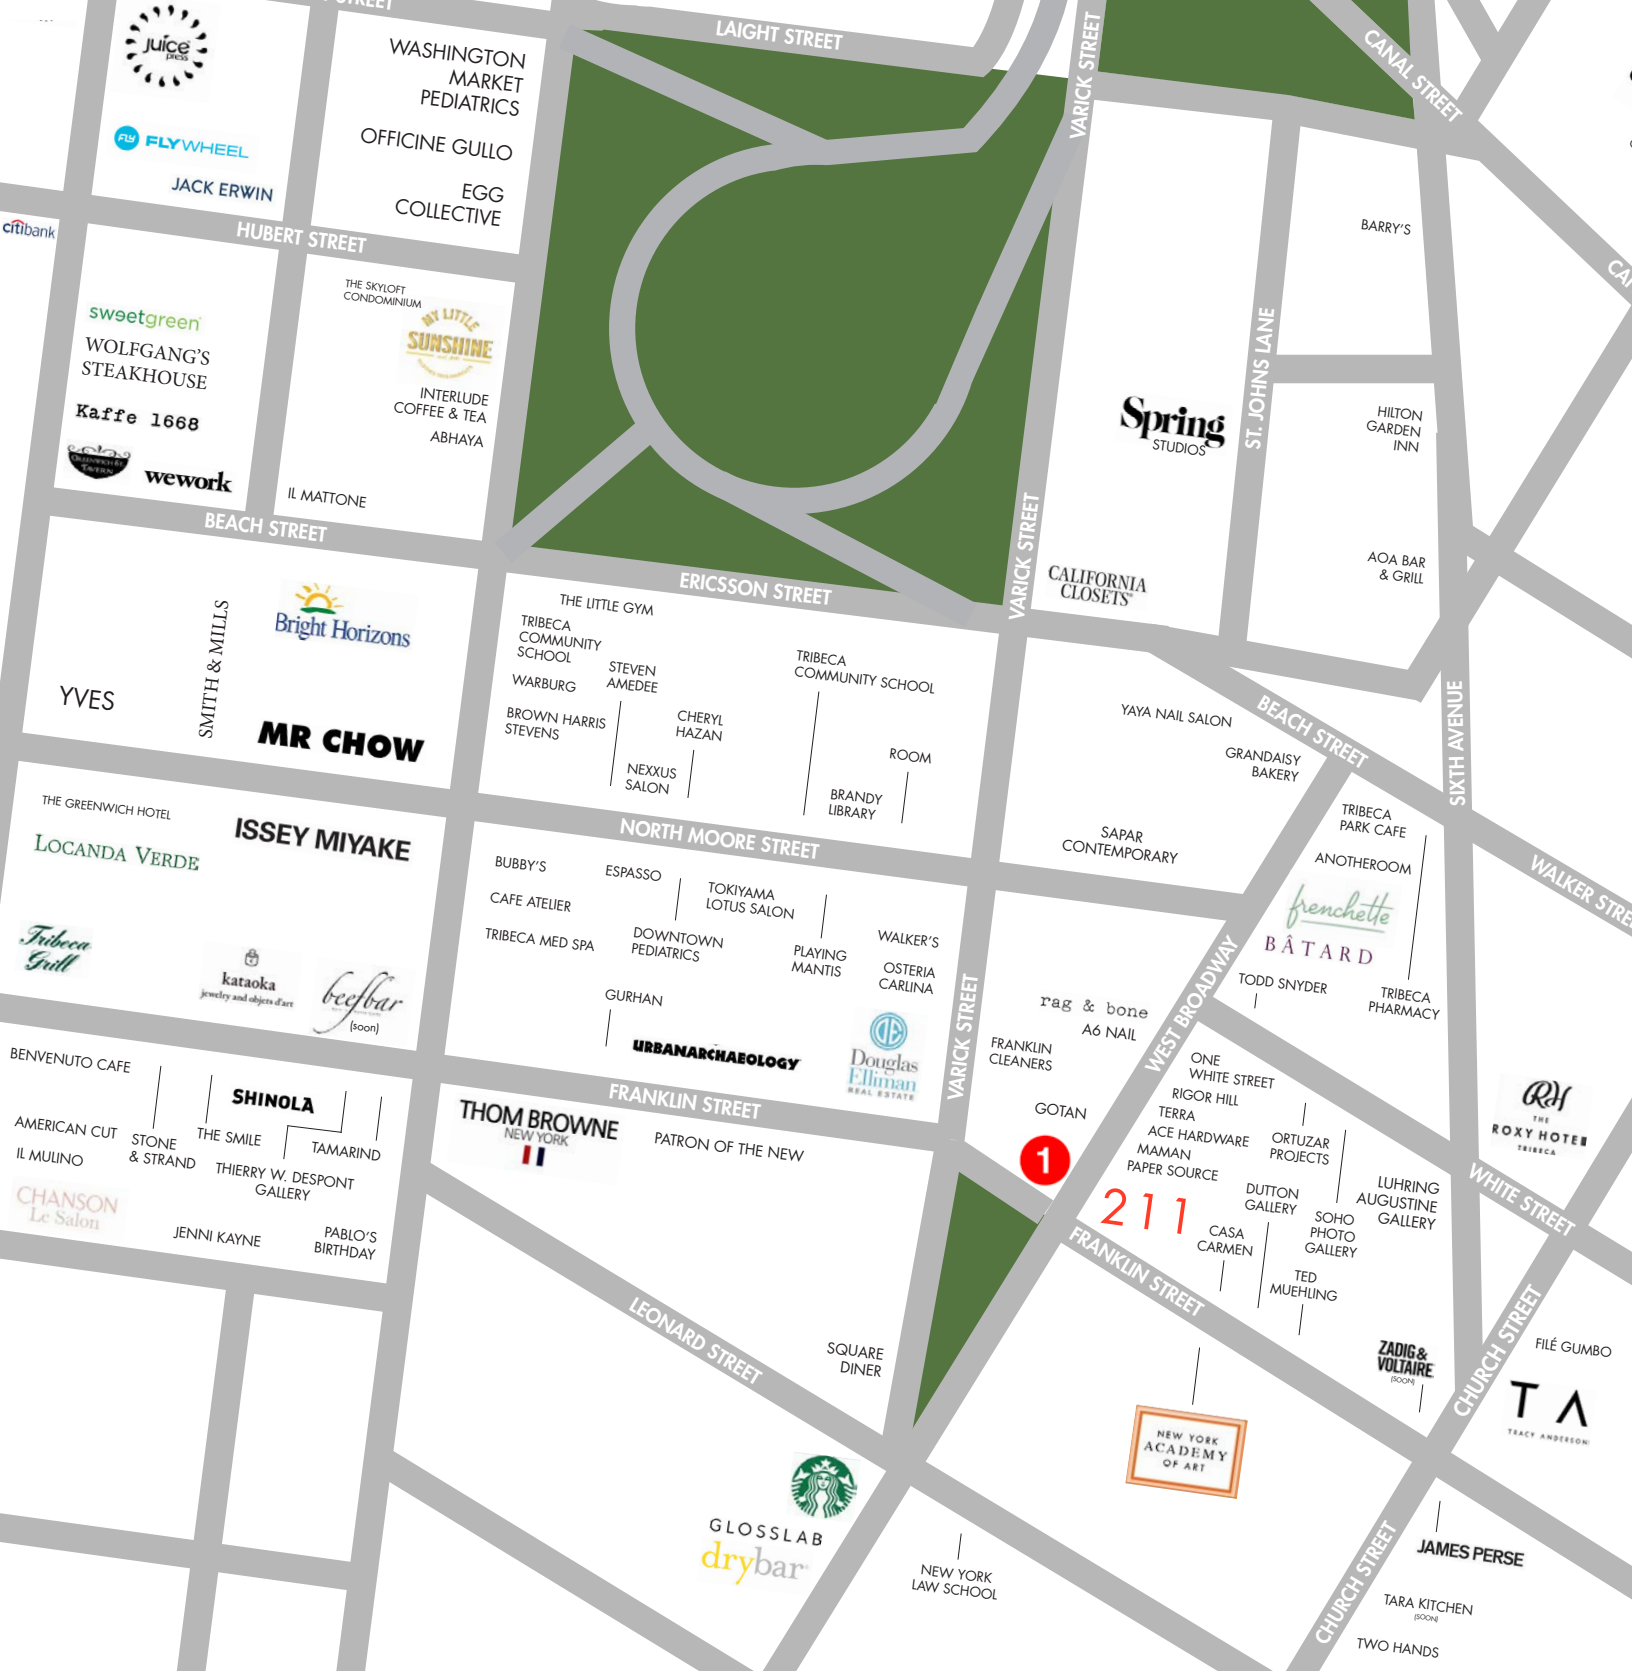 STREET
LAIGHT STREET
VARICK STREET
CANAL STREET
juice
press
FLY
FLYWHEEL
JACK ERWIN
WASHINGTON
MARKET
PEDIATRICS
OFFICINE GULLO
EGG
COLLECTIVE
citibank
HUBERT STREET
BARRY'S
THE SKYLOFT
CONDOMINIUM
MY LITTLE
SUNSHINE
sweetgreen
WOLFGANG'S
STEAKHOUSE
Kaffe 1668
GREENWICH ST.
TAVERN
wework
INTERLUDE
COFFEE & TEA
ABHAYA
IL MATTONE
Spring
STUDIOS
ST. JOHNS LANE
HILTON
GARDEN
INN
AOA BAR
& GRILL
CALIFORNIA
CLOSETS
VARICK STREET
BEACH STREET
ERICSSON STREET
Bright Horizons
SMITH & MILLS
YVES
MR CHOW
THE LITTLE GYM
TRIBECA
COMMUNITY
SCHOOL
STEVEN
AMEDEE
WARBURG
BROWN HARRIS
STEVENS
CHERYL
HAZAN
NEXXUS
SALON
TRIBECA
COMMUNITY SCHOOL
ROOM
BRANDY
LIBRARY
YAYA NAIL SALON
GRANDAISY
BAKERY
BEACH STREET
SIXTH AVENUE
SAPAR
CONTEMPORARY
TRIBECA
PARK CAFE
ANOTHEROOM
frenchette
BÂTARD
TODD SNYDER
TRIBECA
PHARMACY
WALKER STRE
THE GREENWICH HOTEL
LOCANDA VERDE
ISSEY MIYAKE
Tribeca
Grill
kataoka
jewelry and objets d'art
beefbar
(soon)
NORTH MOORE STREET
BUBBY'S
ESPASSO
CAFE ATELIER
TOKIYAMA
LOTUS SALON
TRIBECA MED SPA
DOWNTOWN
PEDIATRICS
PLAYING
MANTIS
WALKER'S
OSTERIA
CARLINA
GURHAN
URBANARCHAEOLOGY
DE
Douglas
Elliman
REAL ESTATE
VARICK STREET
rag & bone
A6 NAIL
FRANKLIN
CLEANERS
GOTAN
1
WEST BROADWAY
ONE
WHITE STREET
RIGOR HILL
TERRA
ACE HARDWARE
MAMAN
PAPER SOURCE
211
ORTUZAR
PROJECTS
DUTTON
GALLERY
CASA
CARMEN
SOHO
PHOTO
GALLERY
LUHRING
AUGUSTINE
GALLERY
TED
MUEHLING
RH
THE
ROXY HOTEL
TRIBECA
WHITE STREET
BENVENUTO CAFE
SHINOLA
AMERICAN CUT
STONE
& STRAND
THE SMILE
TAMARIND
IL MULINO
THIERRY W. DESPONT
GALLERY
CHANSON
Le Salon
JENNI KAYNE
PABLO'S
BIRTHDAY
FRANKLIN STREET
THOM BROWNE
NEW YORK
PATRON OF THE NEW
LEONARD STREET
SQUARE
DINER
FRANKLIN STREET
ZADIG &
VOLTAIRE
(SOON)
CHURCH STREET
FILÉ GUMBO
TA
TRACY ANDERSON
NEW YORK
ACADEMY
OF ART
GLOSSLAB
drybar
NEW YORK
LAW SCHOOL
JAMES PERSE
CHURCH STREET
TARA KITCHEN
(SOON)
TWO HANDS